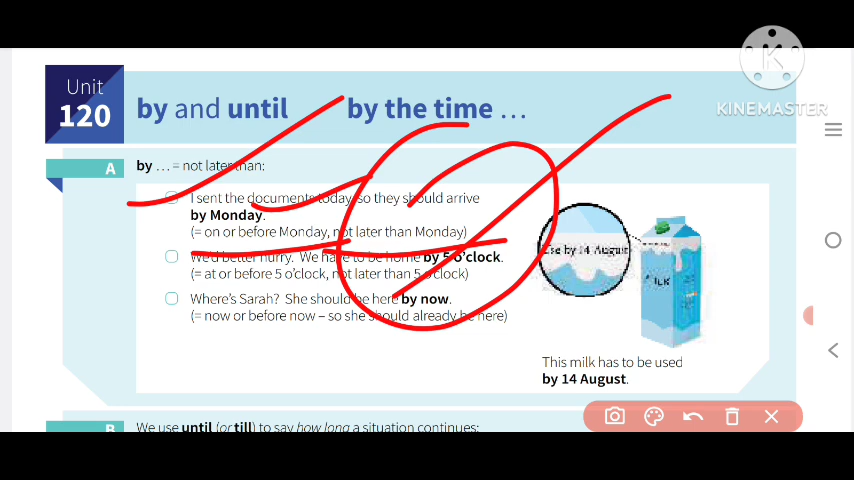 Unit
120
by and until by the time …
KINEMASTER
A
by … = not later than:
I sent the documents today, so they should arrive
by Monday.
(= on or before Monday, not later than Monday)
We'd better hurry. We have to be home by 5 o'clock.
(= at or before 5 o'clock, not later than 5 o'clock)
Where's Sarah? She should be here by now.
(= now or before now – so she should already be here)
Use by 14 August
MILK
This milk has to be used
by 14 August.
B
We use until (or till) to say how long a situation continues: